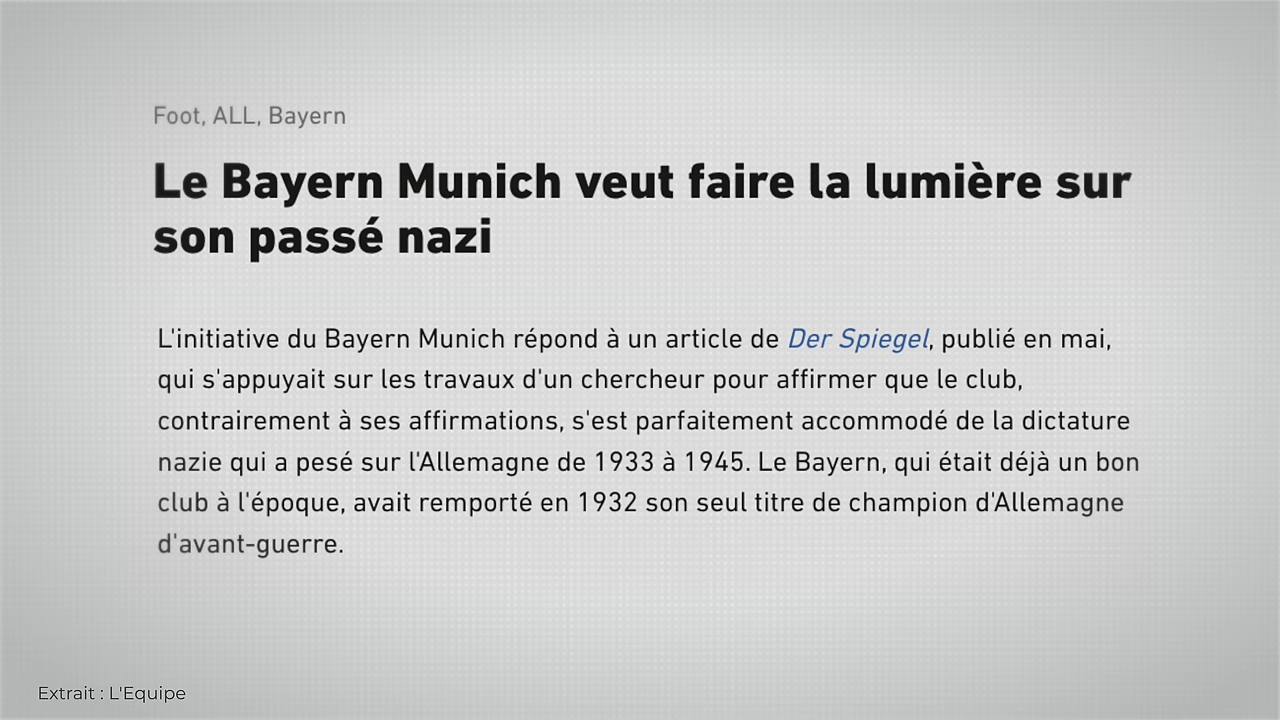 Foot, ALL, Bayern
Le Bayern Munich veut faire la lumière sur
son passé nazi
L'initiative du Bayern Munich répond à un article de Der Spiegel, publié en mai,
qui s'appuyait sur les travaux d'un chercheur pour affirmer que le club,
contrairement à ses affirmations, s'est parfaitement accommodé de la dictature
nazie qui a pesé sur l'Allemagne de 1933 à 1945. Le Bayern, qui était déjà un bon
club à l'époque, avait remporté en 1932 son seul titre de champion d'Allemagne
d'avant-guerre.
Extrait : L'Equipe